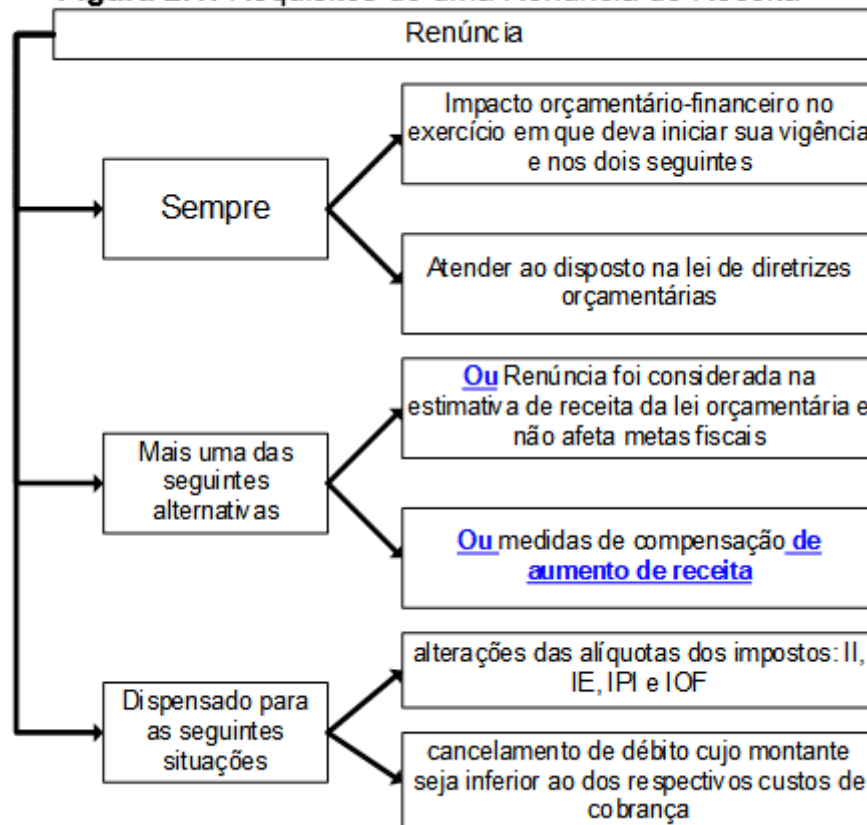 Renúncia
Impacto orçamentário-financeiro no
exercício em que deva iniciar sua vigência
e nos dois seguintes
Sempre
Atender ao disposto na lei de diretrizes
orçamentárias
Ou Renúncia foi considerada na
estimativa de receita da lei orçamentária e
não afeta metas fiscais
Mais uma das
seguintes
alternativas
Ou medidas de compensação de
aumento de receita
alterações das alíquotas dos impostos: II,
IE, IPI e IOF
Dispensado para
as seguintes
situações
cancelamento de débito cujo montante
seja inferior ao dos respectivos custos de
cobrança